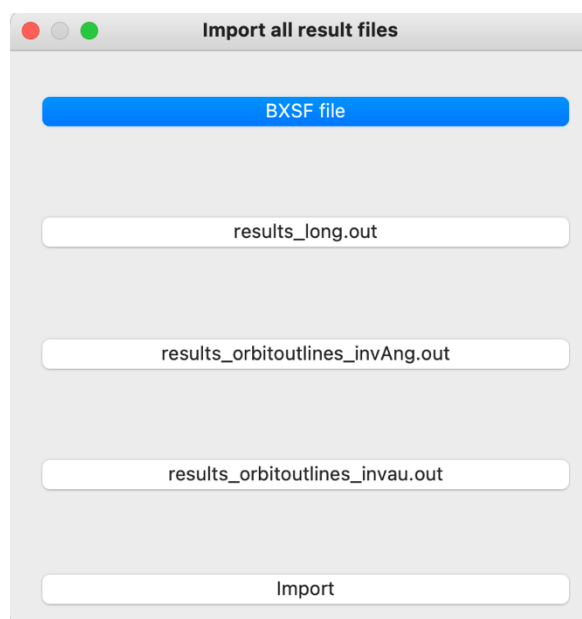 Import all result files
BXSF file
results_long.out
results_orbitoutlines_invAng.out
results_orbitoutlines_invau.out
Import